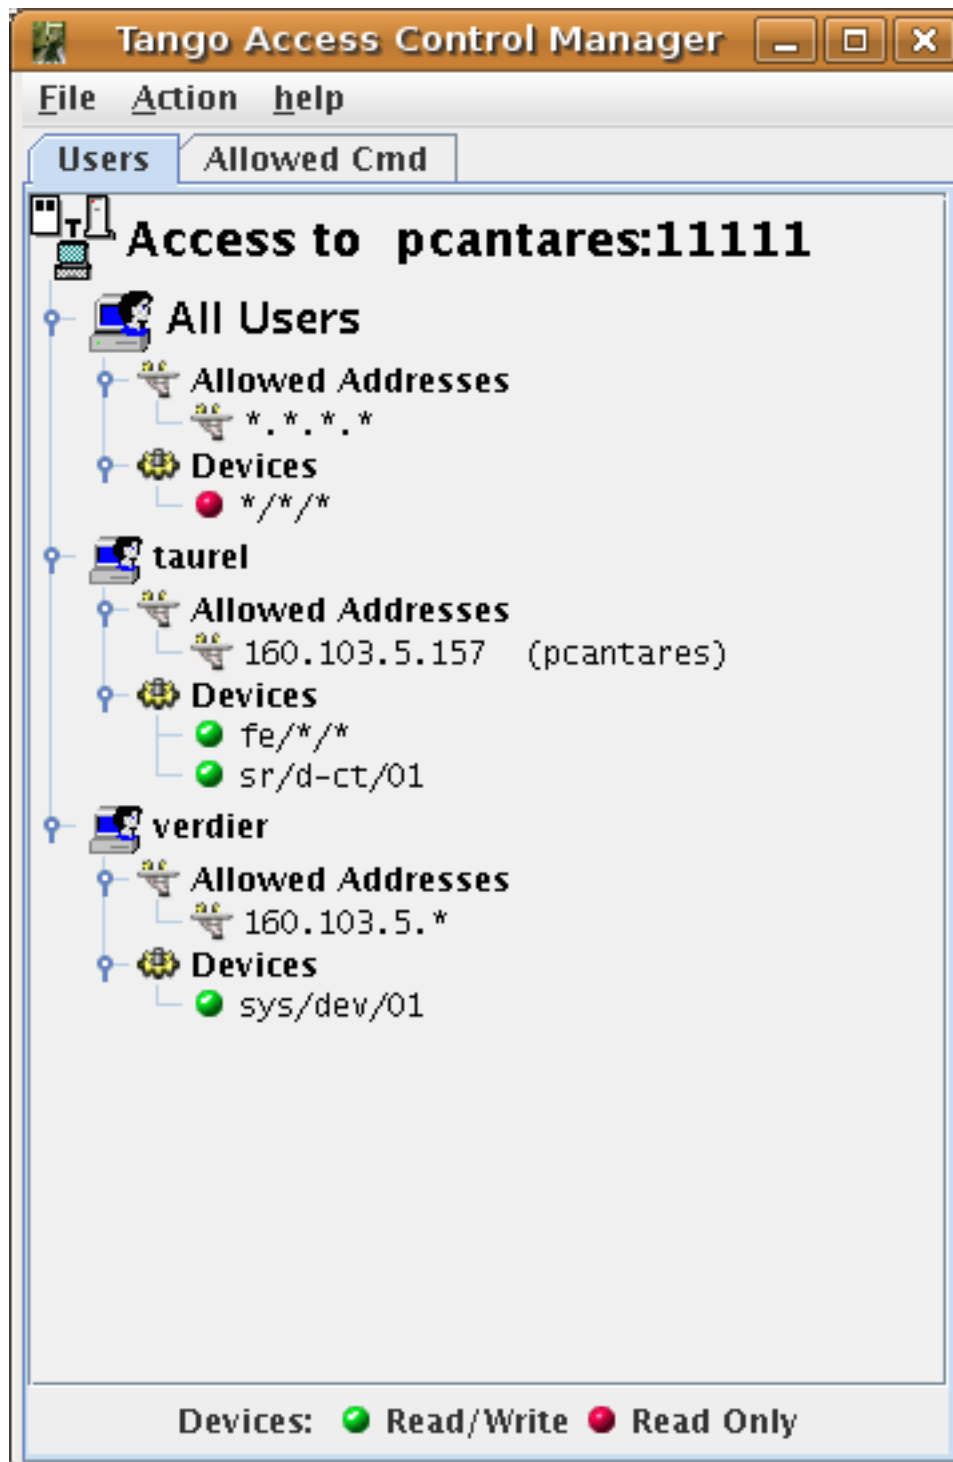 Tango Access Control Manager
File Action help
Users Allowed Cmd
Access to pcantares:11111
All Users
Allowed Addresses
*.*.*.*
Devices
*/*/*
taurel
Allowed Addresses
160.103.5.157 (pcantares)
Devices
fe/*/*
sr/d-ct/01
verdier
Allowed Addresses
160.103.5.*
Devices
sys/dev/01
Devices: Read/Write Read Only